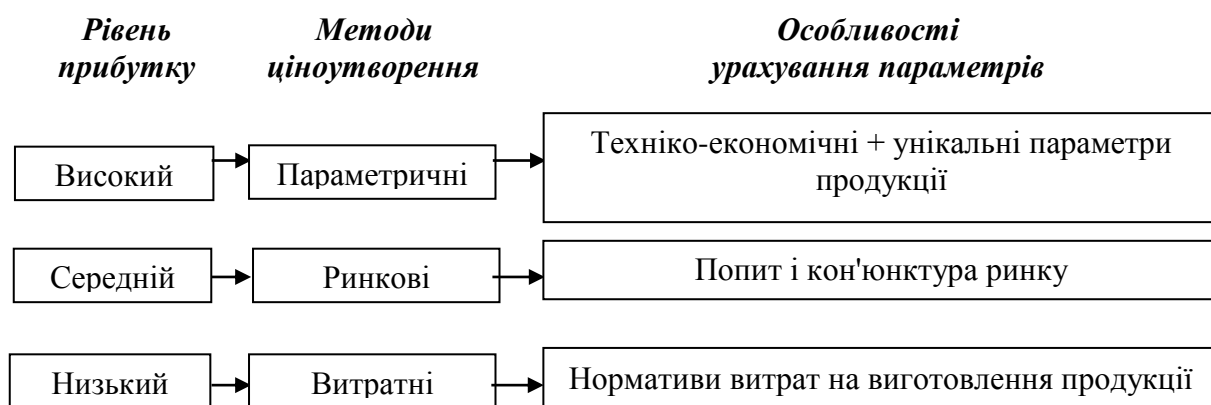 Рівень прибутку
Методи ціноутворення
Особливості урахування параметрів
Високий
Параметричні
Техніко-економічні + унікальні параметри
продукції
Середній
Ринкові
Попит і кон'юнктура ринку
Низький
Витратні
Нормативи витрат на виготовлення продукції